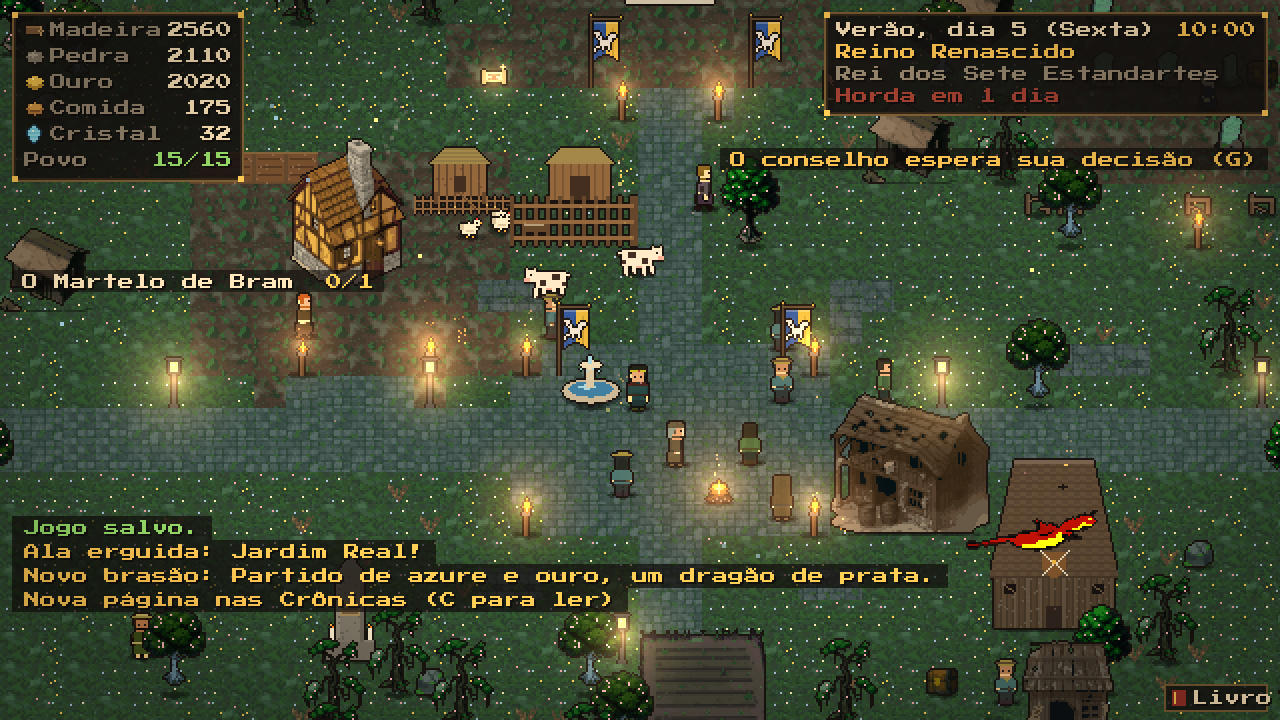 Madeira 2560
Pedra 2110
Ouro 2020
Comida 175
Cristal 32
Povo 15/15
Verão, dia 5 (Sexta) 10:00
Reino Renascido
Rei dos Sete Estandartes
Horda em 1 dia
O conselho espera sua decisão (G)
O Martelo de Bram 0/1
Jogo salvo.
Ala erguida: Jardim Real!
Novo brasão: Partido de azure e ouro, um dragão de prata.
Nova página nas Crônicas (C para ler)
Livro